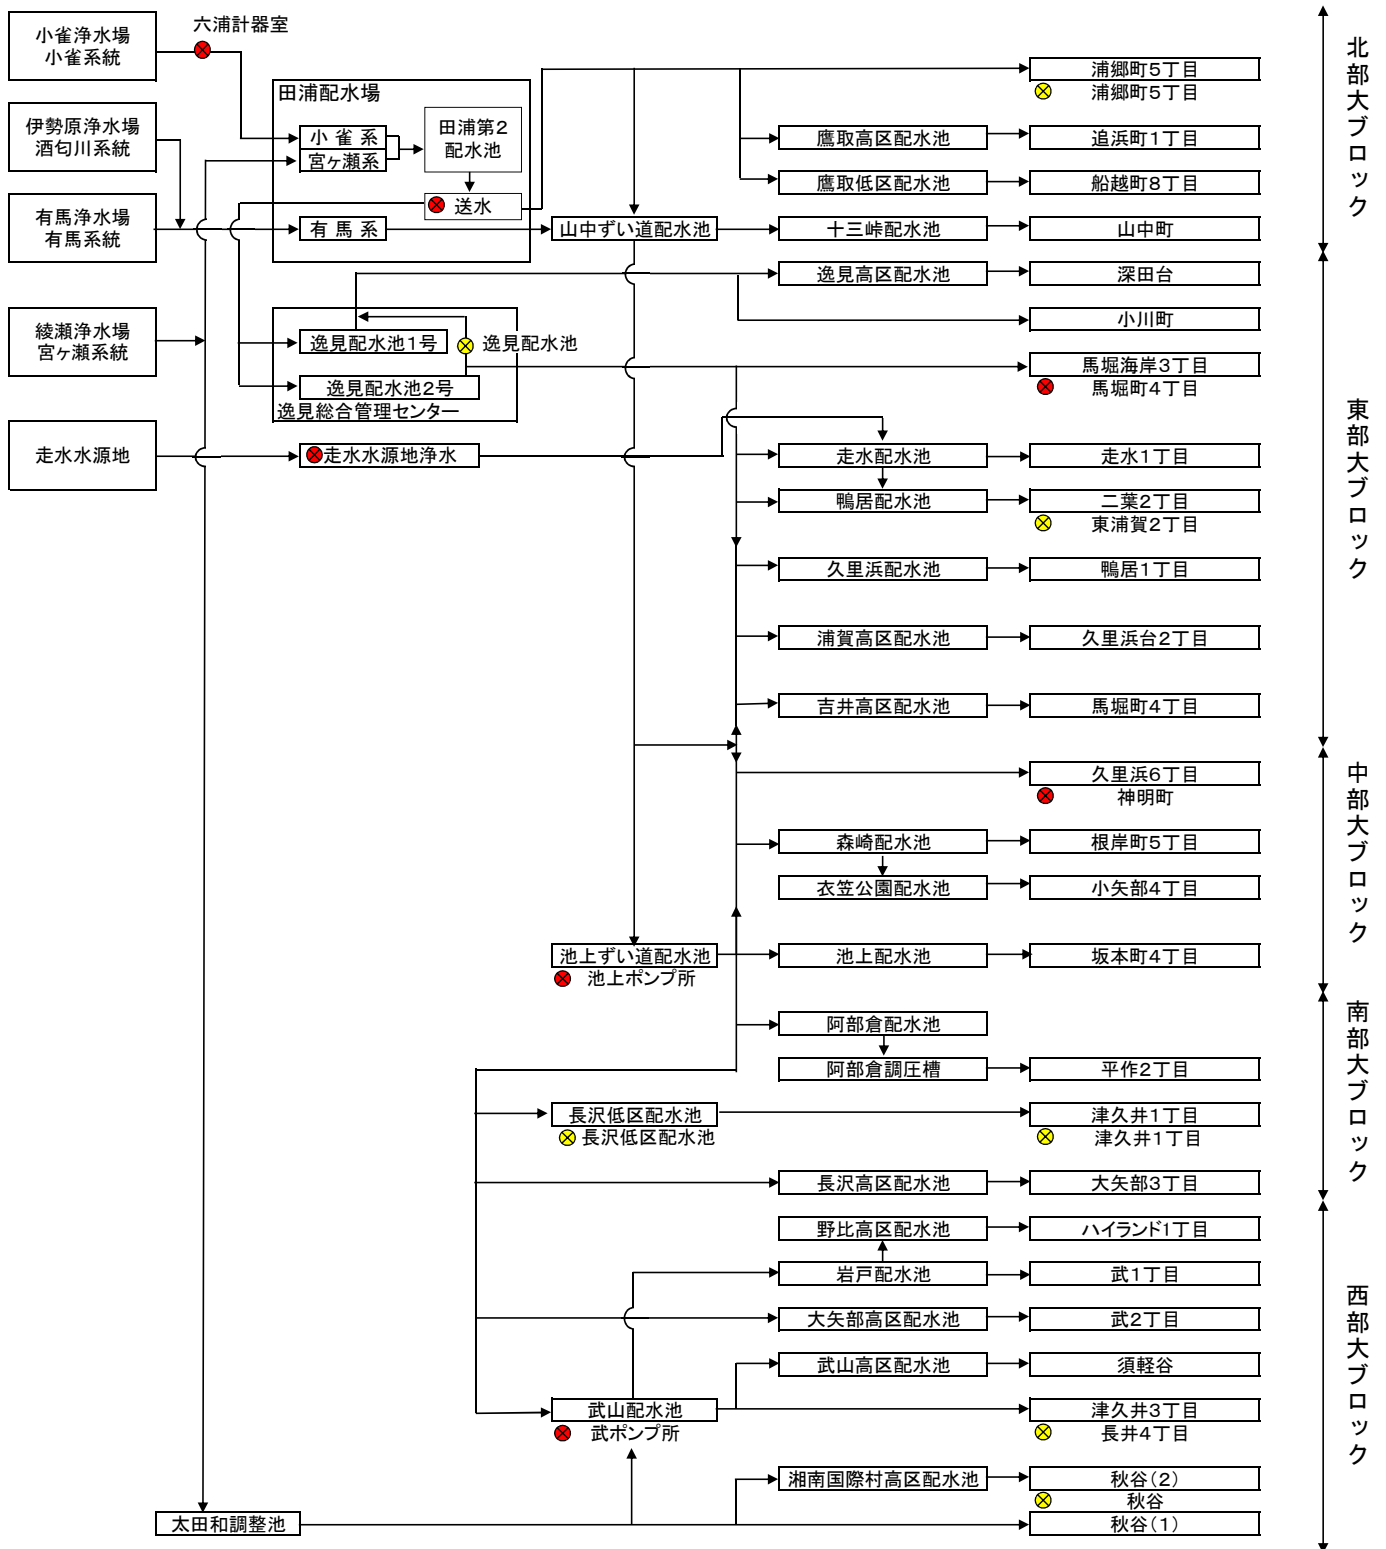 六浦計器室
小雀浄水場
小雀系統
伊勢原浄水場
酒匂川系統
有馬浄水場
有馬系統
綾瀬浄水場
宮ヶ瀬系統
走水水源地
田浦配水場
小 雀 系
宮ヶ瀬系
田浦第2
配水池
送水
有 馬 系
山中ずい道配水池
浦郷町5丁目
浦郷町5丁目
鷹取高区配水池
追浜町1丁目
鷹取低区配水池
船越町8丁目
十三峠配水池
山中町
北部大ブロック
逸見高区配水池
深田台
小川町
逸見配水池1号
逸見配水池
逸見配水池2号
逸見総合管理センター
馬堀海岸3丁目
馬堀町4丁目
走水水源地浄水
走水配水池
走水1丁目
鴨居配水池
二葉2丁目
東浦賀2丁目
久里浜配水池
鴨居1丁目
浦賀高区配水池
久里浜台2丁目
吉井高区配水池
馬堀町4丁目
東部大ブロック
久里浜6丁目
神明町
森崎配水池
根岸町5丁目
衣笠公園配水池
小矢部4丁目
池上ずい道配水池
池上ポンプ所
池上配水池
坂本町4丁目
中部大ブロック
阿部倉配水池
阿部倉調圧槽
平作2丁目
長沢低区配水池
長沢低区配水池
津久井1丁目
津久井1丁目
長沢高区配水池
大矢部3丁目
南部大ブロック
野比高区配水池
ハイランド1丁目
岩戸配水池
武1丁目
大矢部高区配水池
武2丁目
武山高区配水池
須軽谷
武山配水池
武ポンプ所
津久井3丁目
長井4丁目
湘南国際村高区配水池
秋谷(2)
秋谷
太田和調整池
秋谷(1)
西部大ブロック